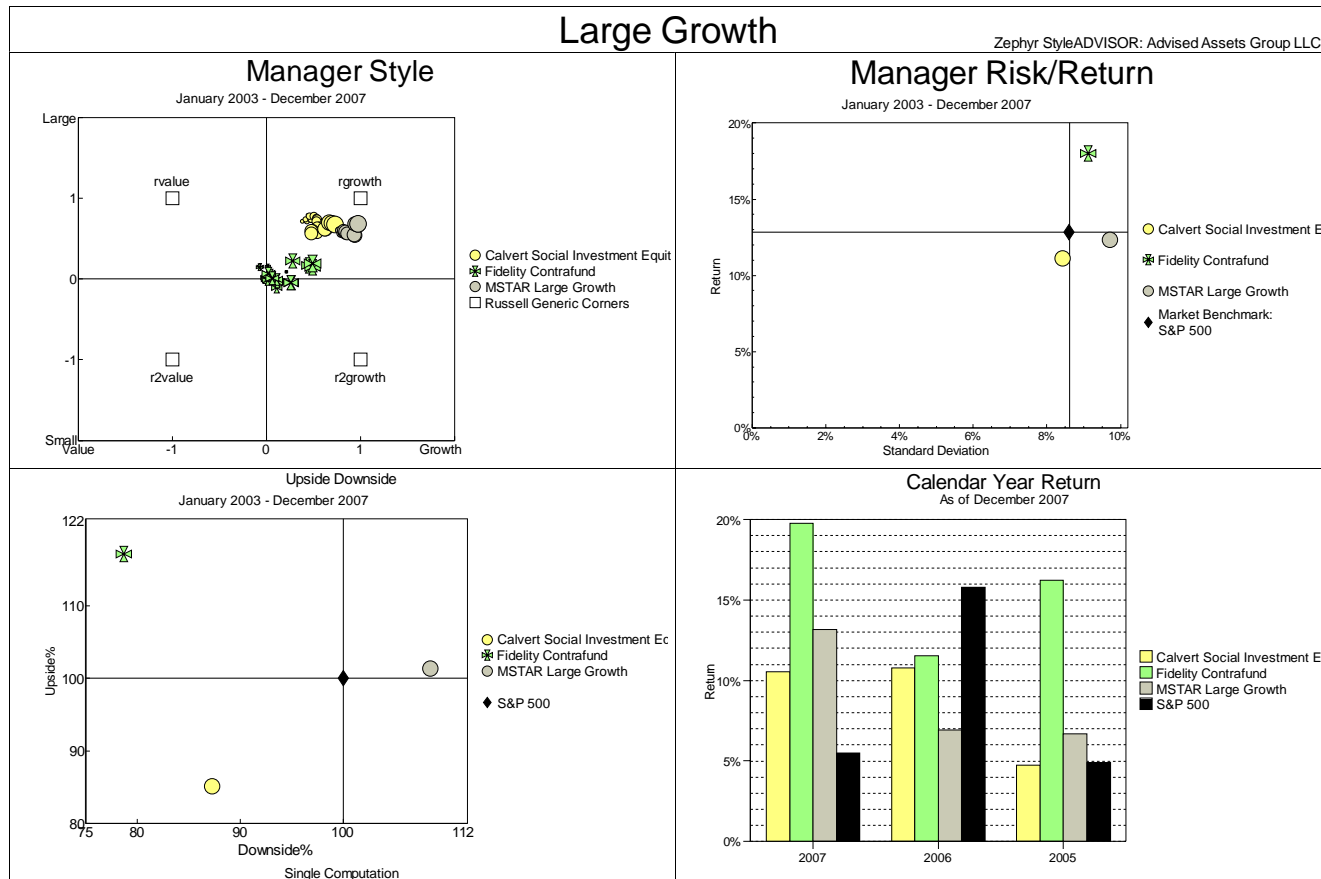 Large Growth
Zephyr StyleADVISOR: Advised Assets Group LLC
Manager Style
January 2003 - December 2007
Large
1
0
-1
Small
Value
-1
0
1
Growth
rvalue
rgrowth
r2value
r2growth
Calvert Social Investment Equit
Fidelity Contrafund
MSTAR Large Growth
Russell Generic Corners
Manager Risk/Return
January 2003 - December 2007
Return
20%
15%
10%
5%
0%
0%
2%
4%
6%
8%
10%
Standard Deviation
Calvert Social Investment E
Fidelity Contrafund
MSTAR Large Growth
Market Benchmark:
S&P 500
Upside Downside
January 2003 - December 2007
Upside%
122
110
100
90
80
75
80
90
100
112
Downside%
Single Computation
Calvert Social Investment Ec
Fidelity Contrafund
MSTAR Large Growth
S&P 500
Calendar Year Return
As of December 2007
Return
20%
15%
10%
5%
0%
2007
2006
2005
Calvert Social Investment E
Fidelity Contrafund
MSTAR Large Growth
S&P 500